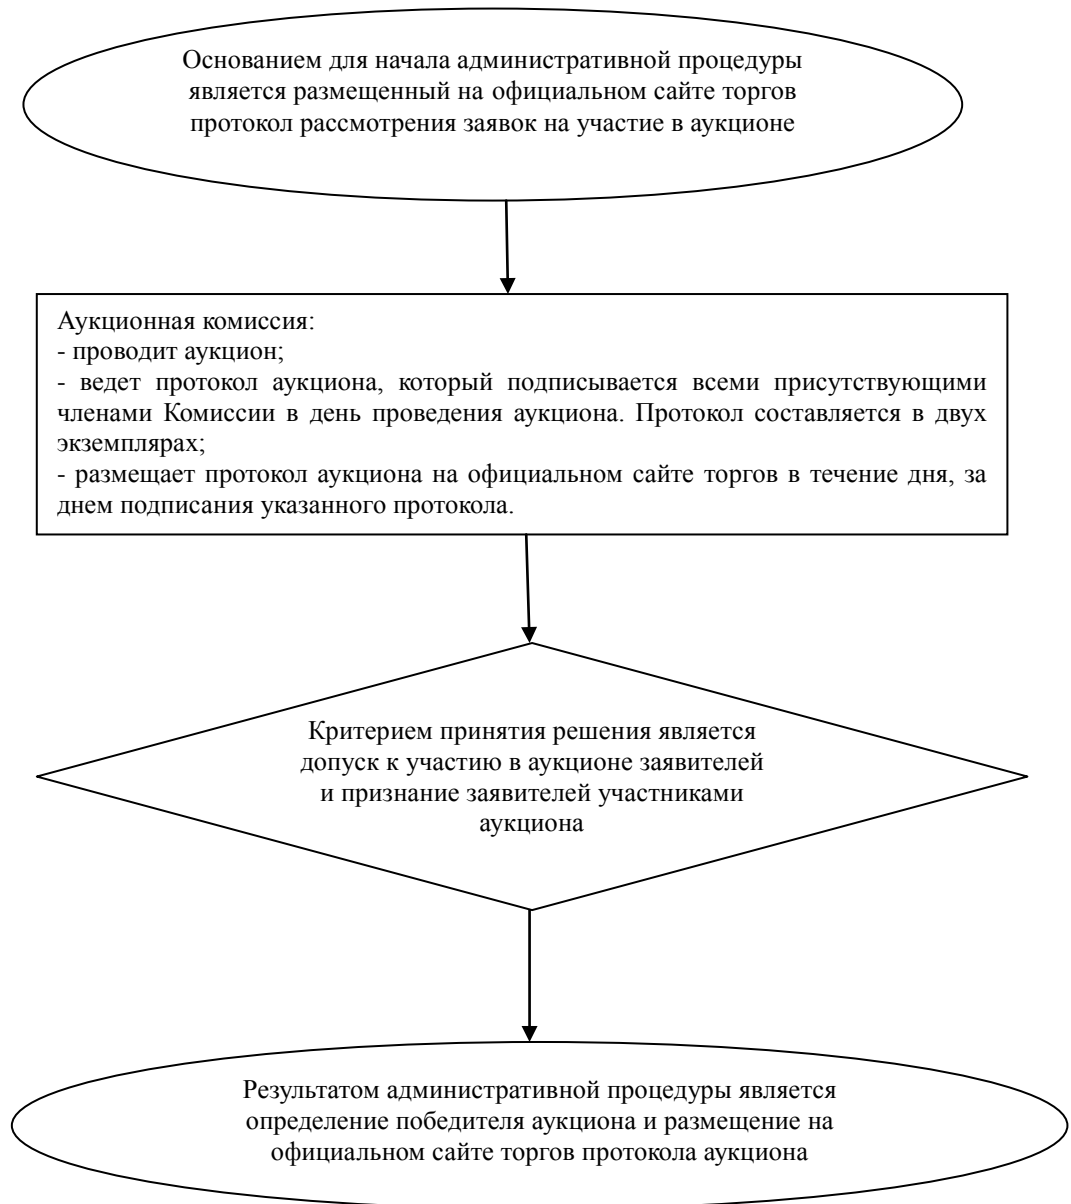 Основанием для начала административной процедуры
является размещенный на официальном сайте торгов
протокол рассмотрения заявок на участие в аукционе
Аукционная комиссия:
- проводит аукцион;
- ведет протокол аукциона, который подписывается всеми присутствующими
членами Комиссии в день проведения аукциона. Протокол составляется в двух
экземплярах;
- размещает протокол аукциона на официальном сайте торгов в течение дня, за
днем подписания указанного протокола.
Критерием принятия решения является
допуск к участию в аукционе заявителей
и признание заявителей участниками
аукциона
Результатом административной процедуры является
определение победителя аукциона и размещение на
официальном сайте торгов протокола аукциона